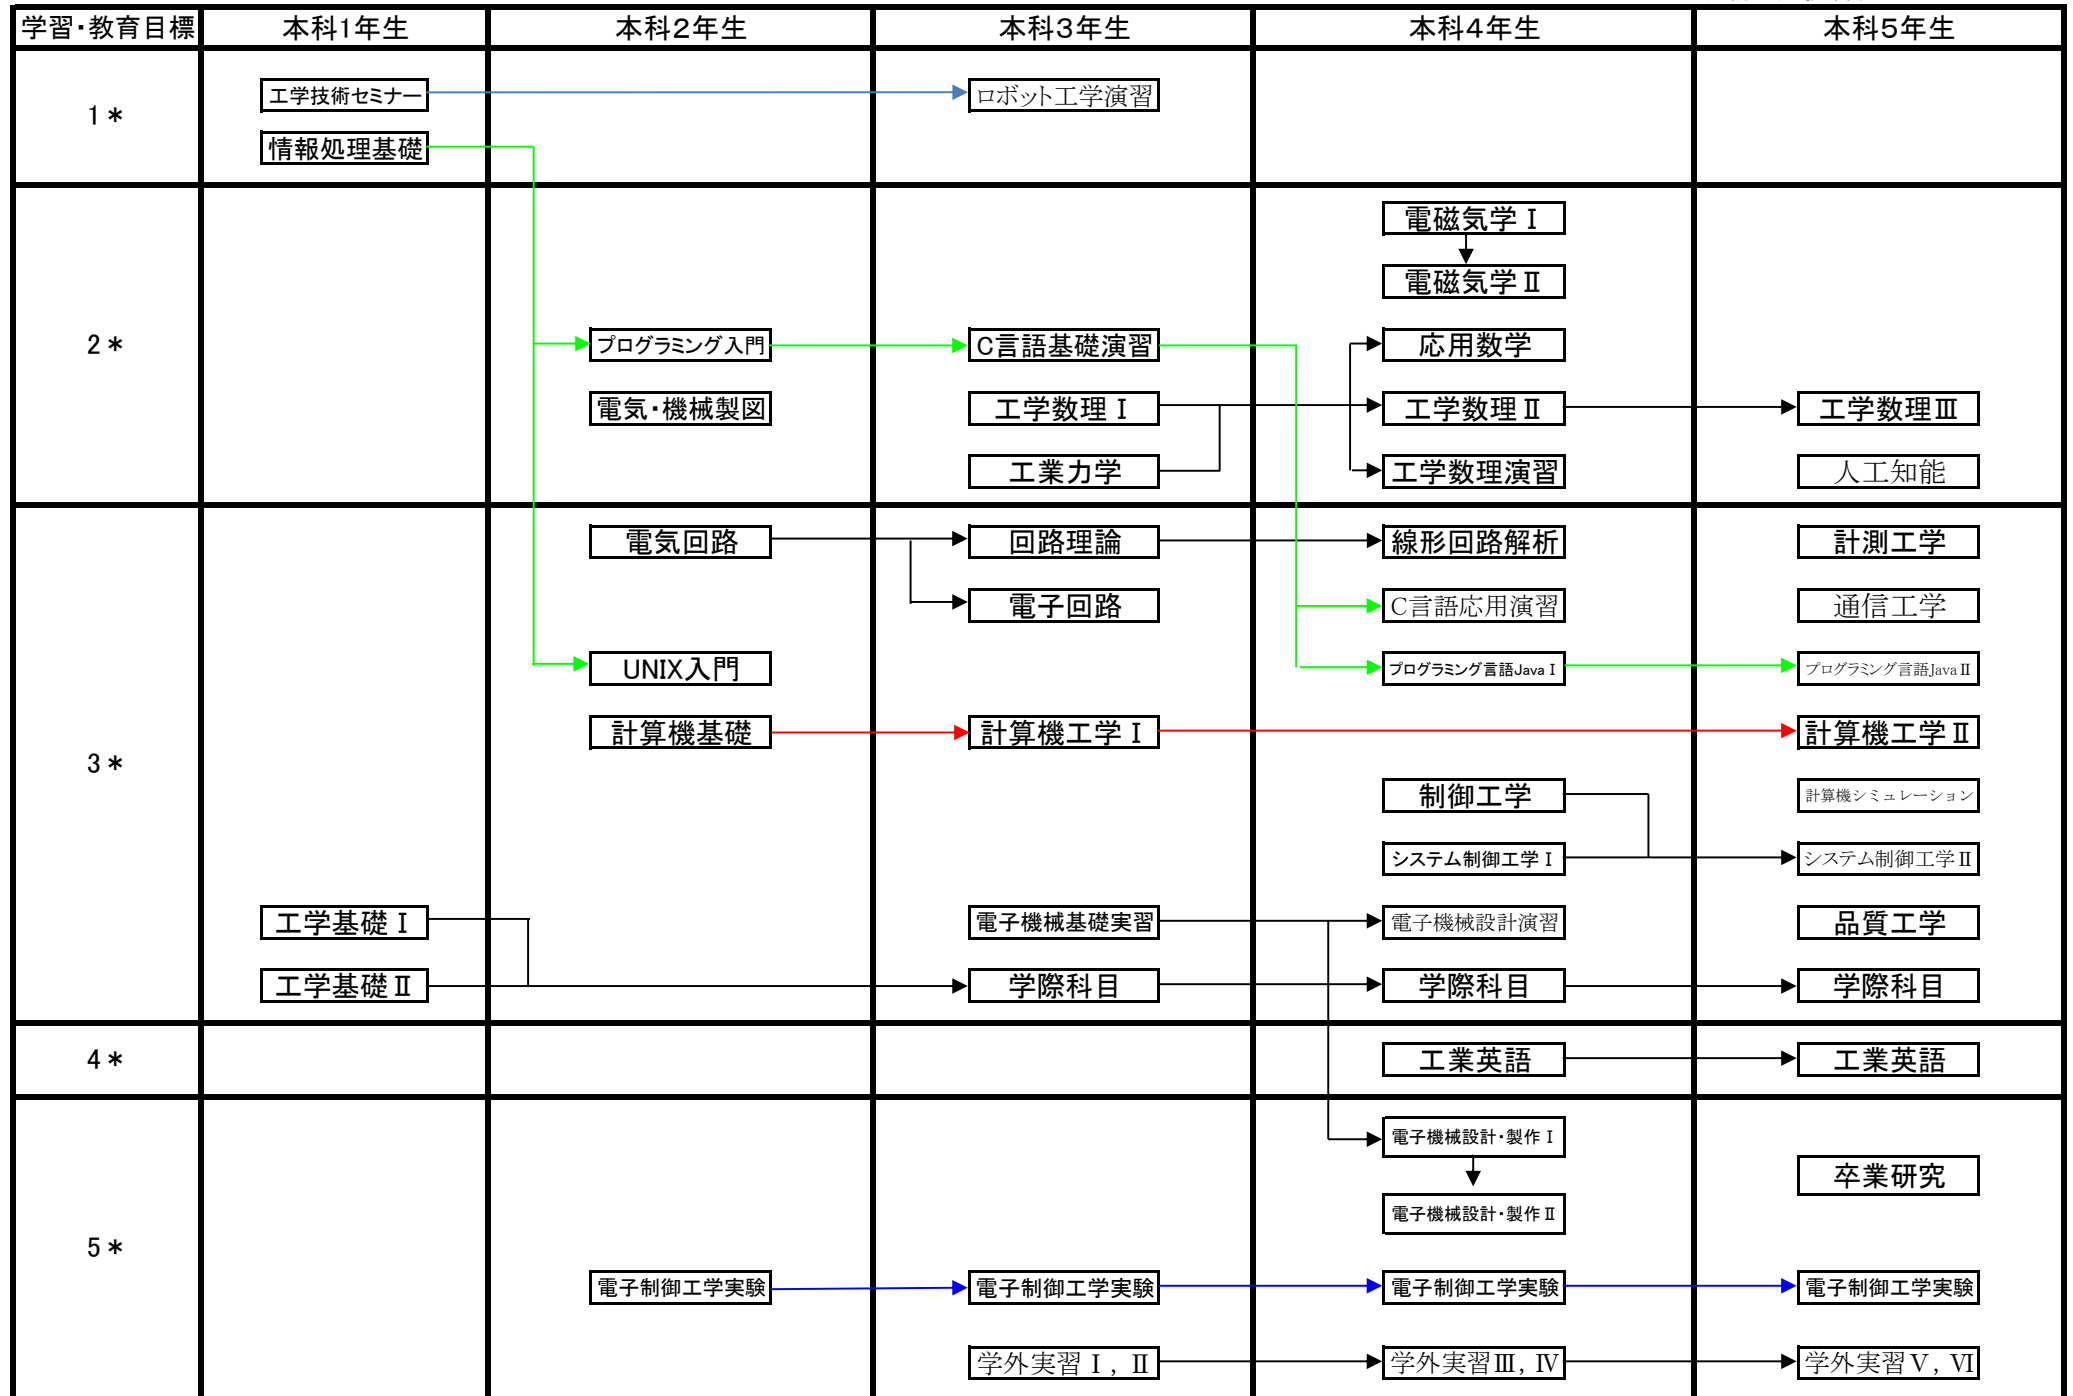 学習・教育目標 本科1年生 本科2年生 本科3年生 本科4年生 本科5年生
1＊
工学技術セミナー ロボット工学演習
情報処理基礎
2＊
電磁気学Ⅰ
電磁気学Ⅱ
プログラミング入門 C言語基礎演習 応用数学
電気・機械製図 工学数理Ⅰ 工学数理Ⅱ 工学数理Ⅲ
工業力学 工学数理演習 人工知能
3＊
電気回路 回路理論 線形回路解析 計測工学
電子回路 C言語応用演習 通信工学
UNIX入門 プログラミング言語JavaⅠ プログラミング言語JavaⅡ
計算機基礎 計算機工学Ⅰ 計算機工学Ⅱ
制御工学 計算機シミュレーション
システム制御工学Ⅰ システム制御工学Ⅱ
工学基礎Ⅰ 電子機械基礎実習 電子機械設計演習 品質工学
工学基礎Ⅱ 学際科目 学際科目 学際科目
4＊ 工業英語 工業英語
5＊
電子機械設計・製作Ⅰ
卒業研究
電子機械設計・製作Ⅱ
電子制御工学実験 電子制御工学実験 電子制御工学実験 電子制御工学実験
学外実習Ⅰ,Ⅱ 学外実習Ⅲ,Ⅳ 学外実習Ⅴ,Ⅵ